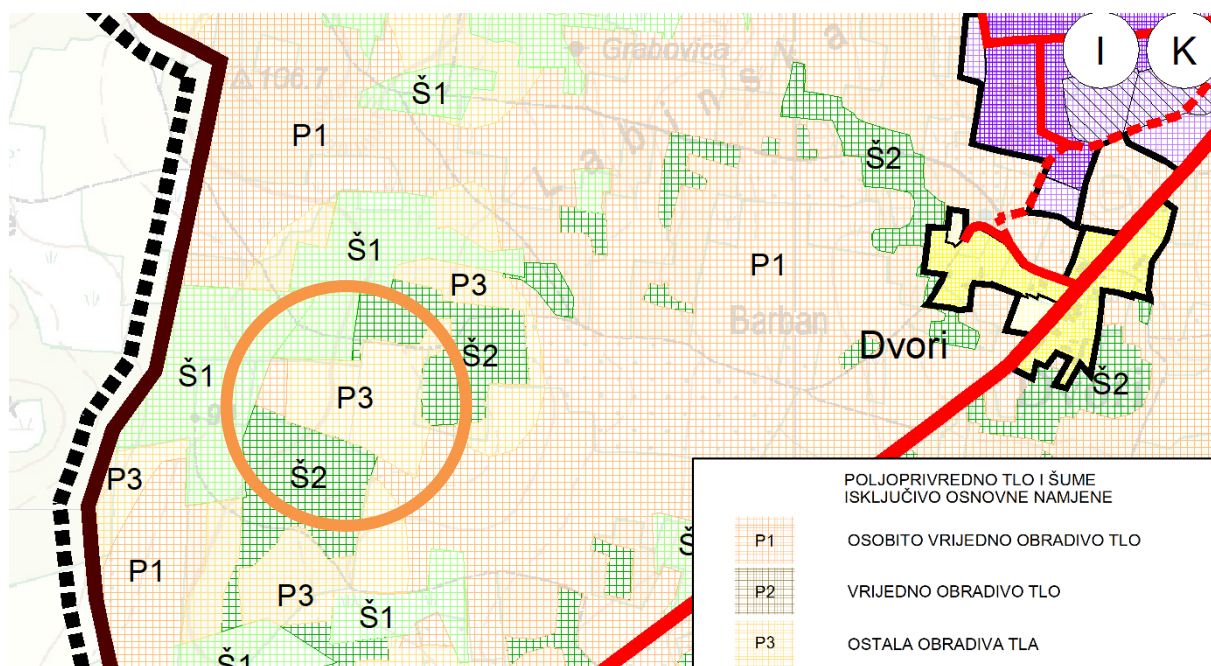 Grabovica
I
K
136.7
Š1
P1
Labinska
Š2
Š1
P3
P1
Barban
Š2
Dvori
Š1
P3
Š2
P3
Š2
P1
P3
Š1
Š1
Š
POLJOPRIVREDNO TLO I ŠUME
ISKLJUČIVO OSNOVNE NAMJENE
P1 OSOBITO VRIJEDNO OBRADIVO TLO
P2 VRIJEDNO OBRADIVO TLO
P3 OSTALA OBRADIVA TLA